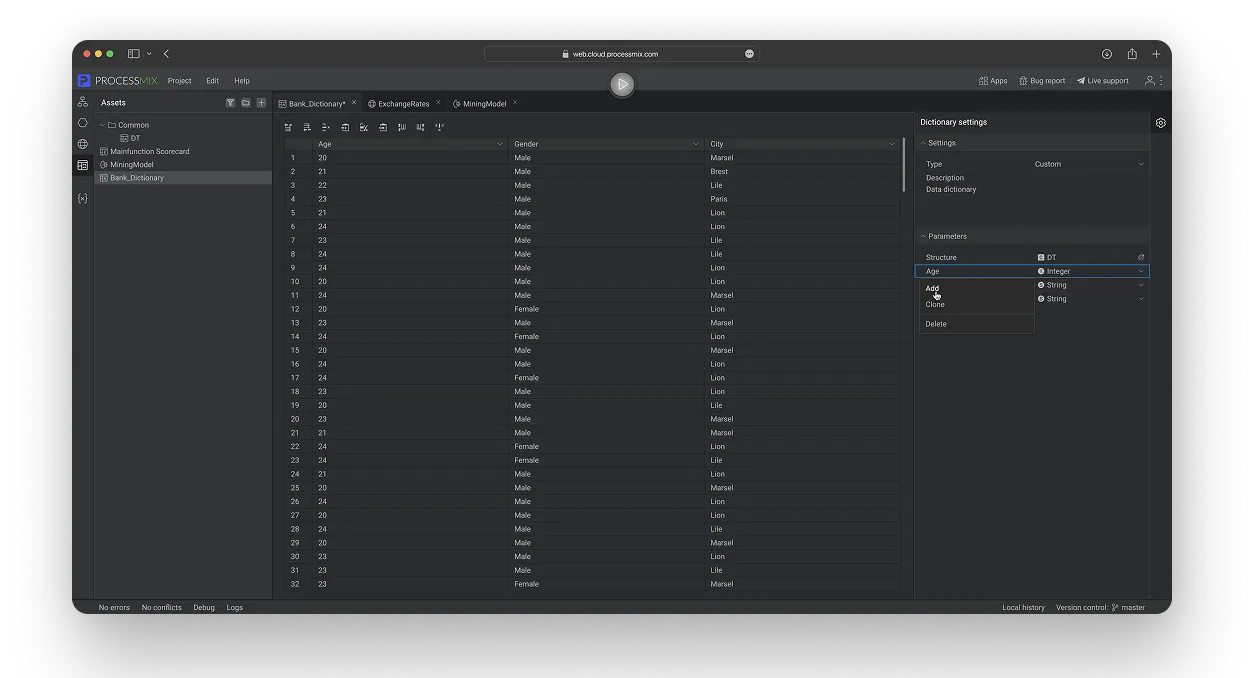 web.cloud.processmix.com
PROCESSMIX Project Edit Help
Apps Bug report Live support
Assets
Bank_Dictionary* ExchangeRates MiningModel
Common
DT
Mainfunction Scorecard
MiningModel
Bank_Dictionary
Age Gender City
1 20 Male Marsel
2 21 Male Brest
3 22 Male Lile
4 23 Male Paris
5 21 Male Lion
6 24 Male Lion
7 23 Male Lile
8 24 Male Lile
9 24 Male Lion
10 20 Male Lion
11 24 Male Marsel
12 20 Female Lion
13 23 Male Marsel
14 24 Female Lion
15 20 Male Marsel
16 24 Male Lion
17 24 Female Lion
18 23 Male Lion
19 20 Male Lile
20 23 Male Marsel
21 21 Male Marsel
22 24 Female Lion
23 24 Female Lile
24 21 Male Lion
25 20 Male Marsel
26 24 Male Lion
27 20 Male Lion
28 24 Male Lile
29 20 Male Marsel
30 23 Male Lion
31 23 Male Lile
32 23 Female Marsel
Dictionary settings
Settings
Type Custom
Description
Data dictionary
Parameters
Structure DT
Age Integer
String
String
Add
Clone
Delete
No errors No conflicts Debug Logs
Local history Version control: master